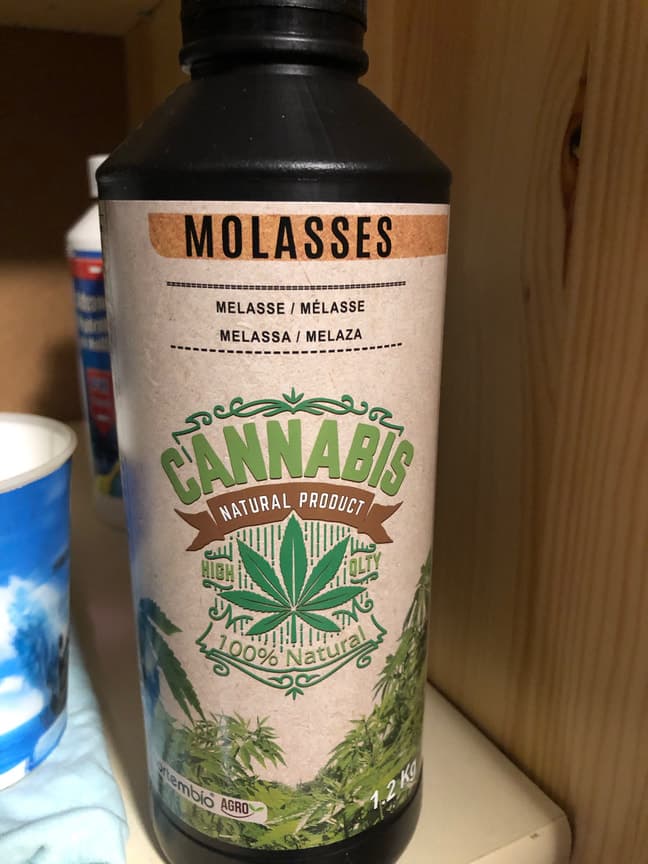 MOLASSES
MELASSE / MÉLASSE
MELASSA / MELAZA
CANNABIS
NATURAL PRODUCT
HIGH QLTY
100% Natural
AGRO
1.2 Kg